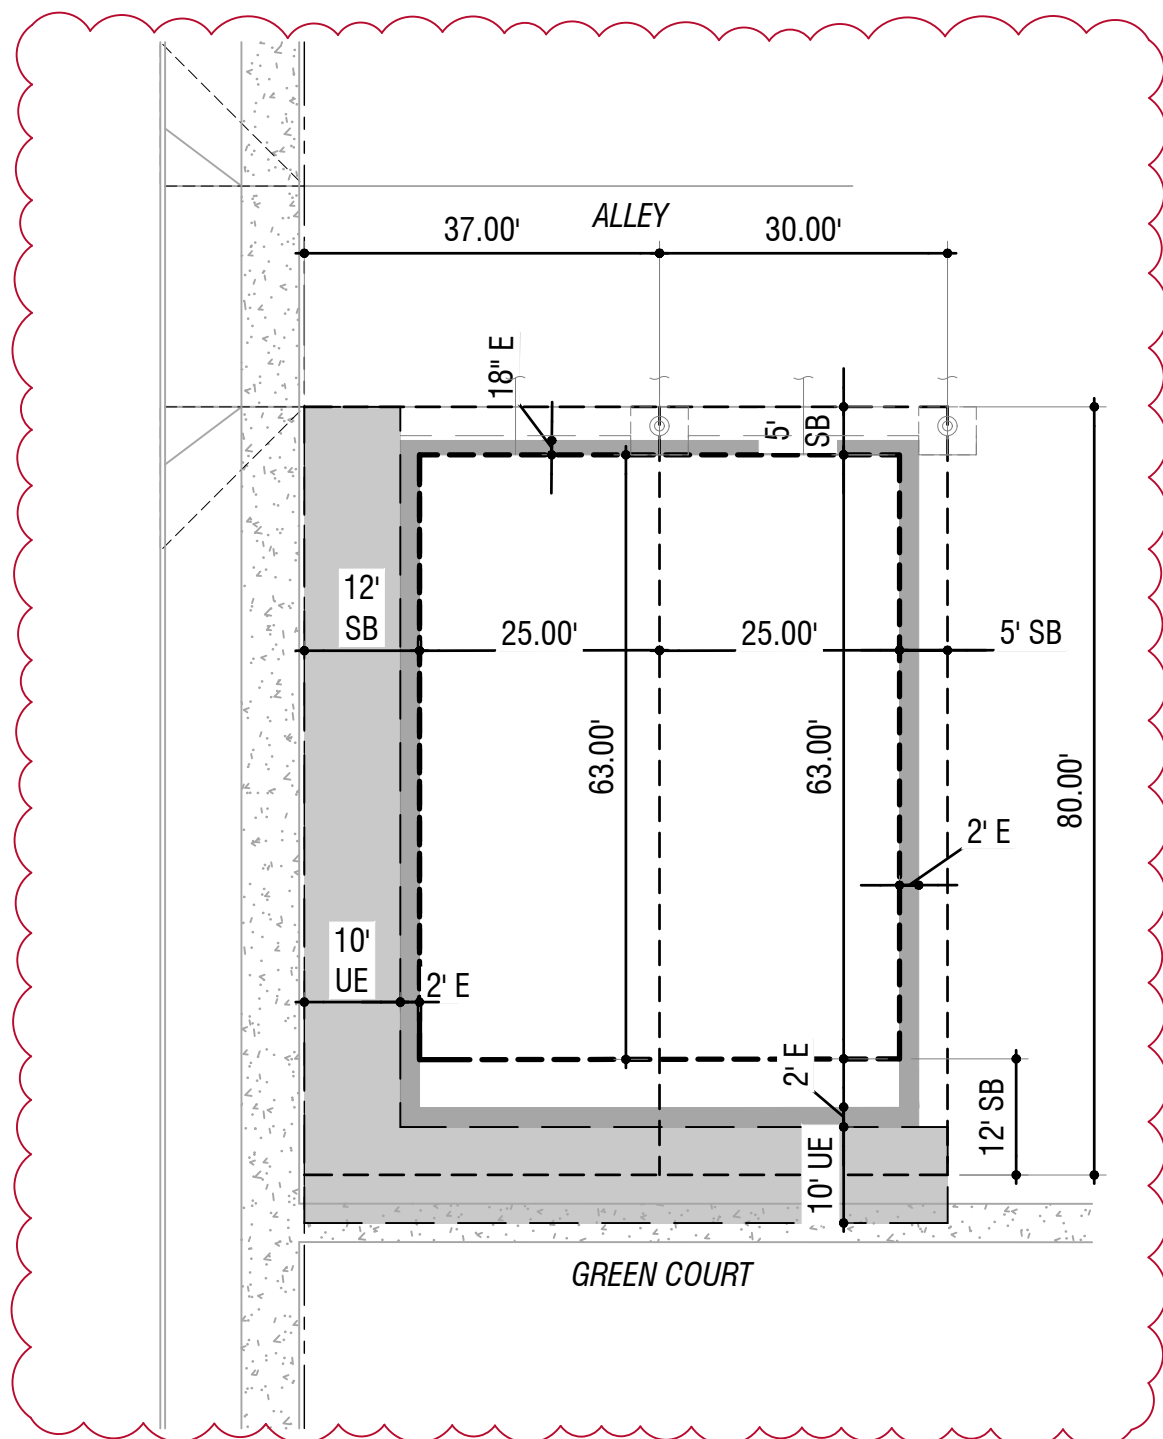 ALLEY
37.00'
30.00'
18" E
5'
SB
12'
SB
25.00'
25.00'
5' SB
63.00'
63.00'
80.00'
2' E
10'
UE
2' E
2' E
12' SB
10' UE
GREEN COURT